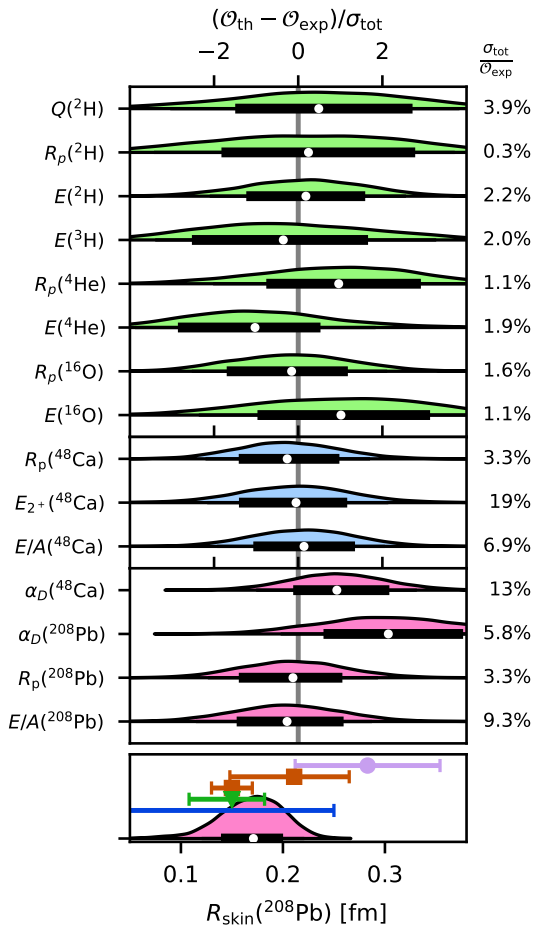 (𝒪th − 𝒪exp)/σtot
−2 0 2
σtot/𝒪exp
Q(²H) 3.9%
Rp(²H) 0.3%
E(²H) 2.2%
E(³H) 2.0%
Rp(⁴He) 1.1%
E(⁴He) 1.9%
Rp(¹⁶O) 1.6%
E(¹⁶O) 1.1%
Rp(⁴⁸Ca) 3.3%
E2⁺(⁴⁸Ca) 19%
E/A(⁴⁸Ca) 6.9%
αD(⁴⁸Ca) 13%
αD(²⁰⁸Pb) 5.8%
Rp(²⁰⁸Pb) 3.3%
E/A(²⁰⁸Pb) 9.3%
0.1 0.2 0.3
Rskin(²⁰⁸Pb) [fm]